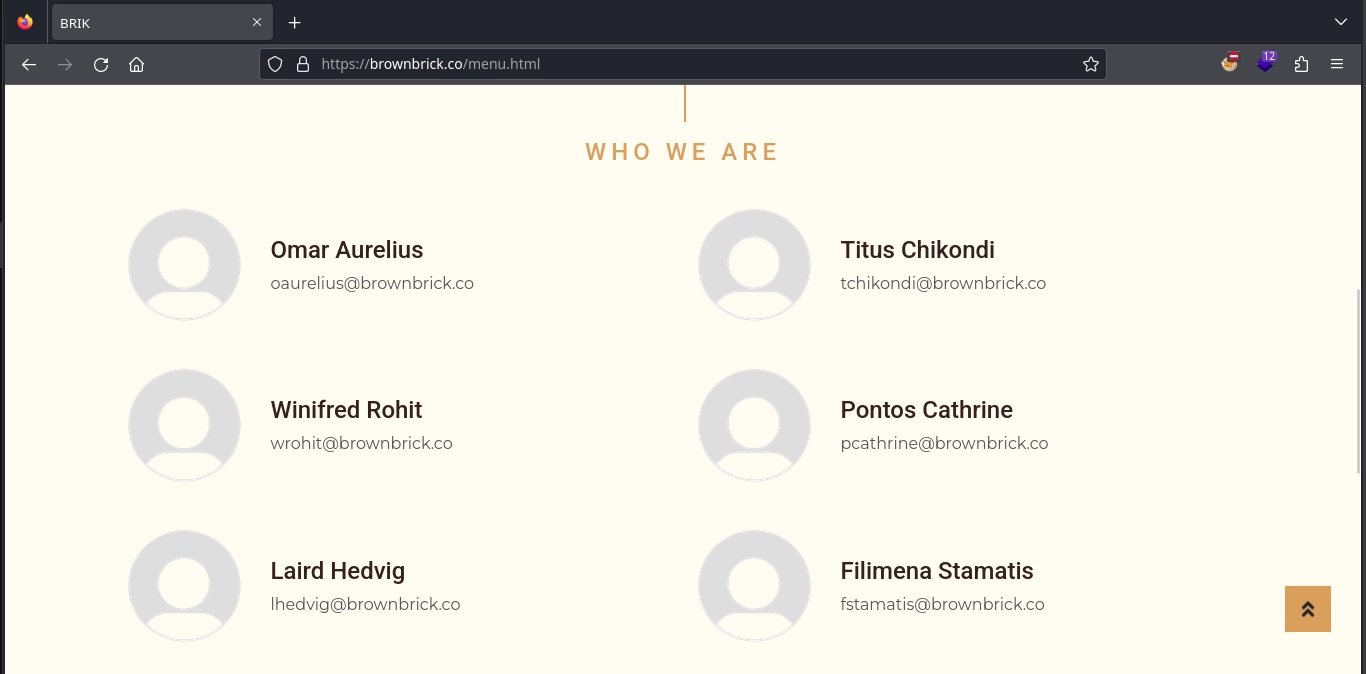 BRIK
12
https://brownbrick.co/menu.html
WHO WE ARE
Omar Aurelius
oaurelius@brownbrick.co
Titus Chikondi
tchikondi@brownbrick.co
Winifred Rohit
wrohit@brownbrick.co
Pontos Cathrine
pcathrine@brownbrick.co
Laird Hedvig
lhedvig@brownbrick.co
Filimena Stamatis
fstamatis@brownbrick.co